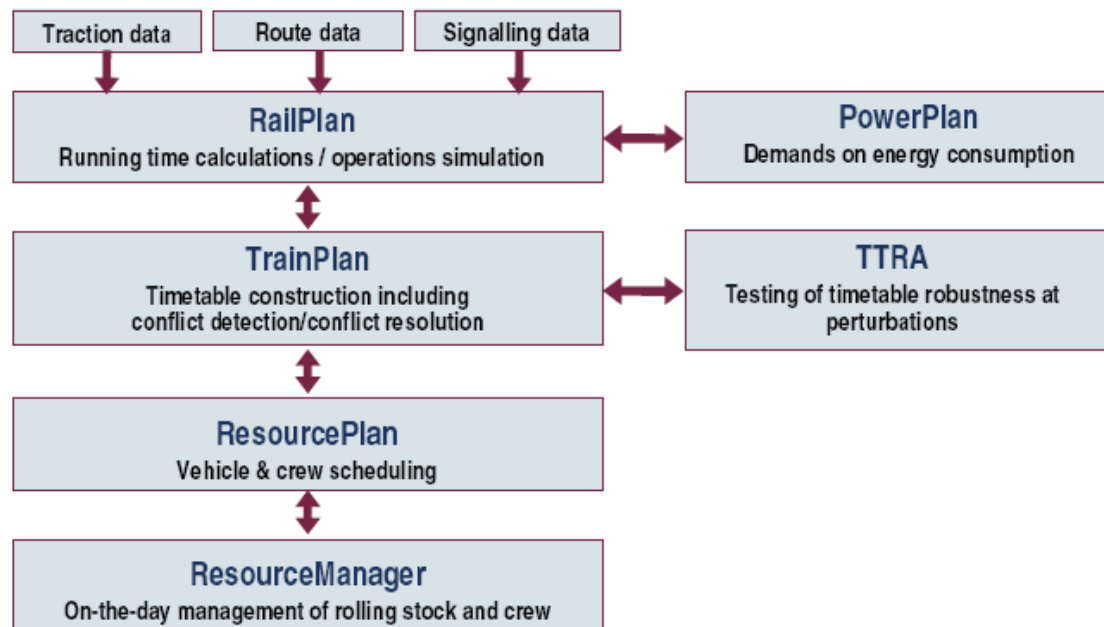 Traction data
Route data
Signalling data
RailPlan
Running time calculations / operations simulation
PowerPlan
Demands on energy consumption
TrainPlan
Timetable construction including
conflict detection/conflict resolution
TTRA
Testing of timetable robustness at
perturbations
ResourcePlan
Vehicle & crew scheduling
ResourceManager
On-the-day management of rolling stock and crew